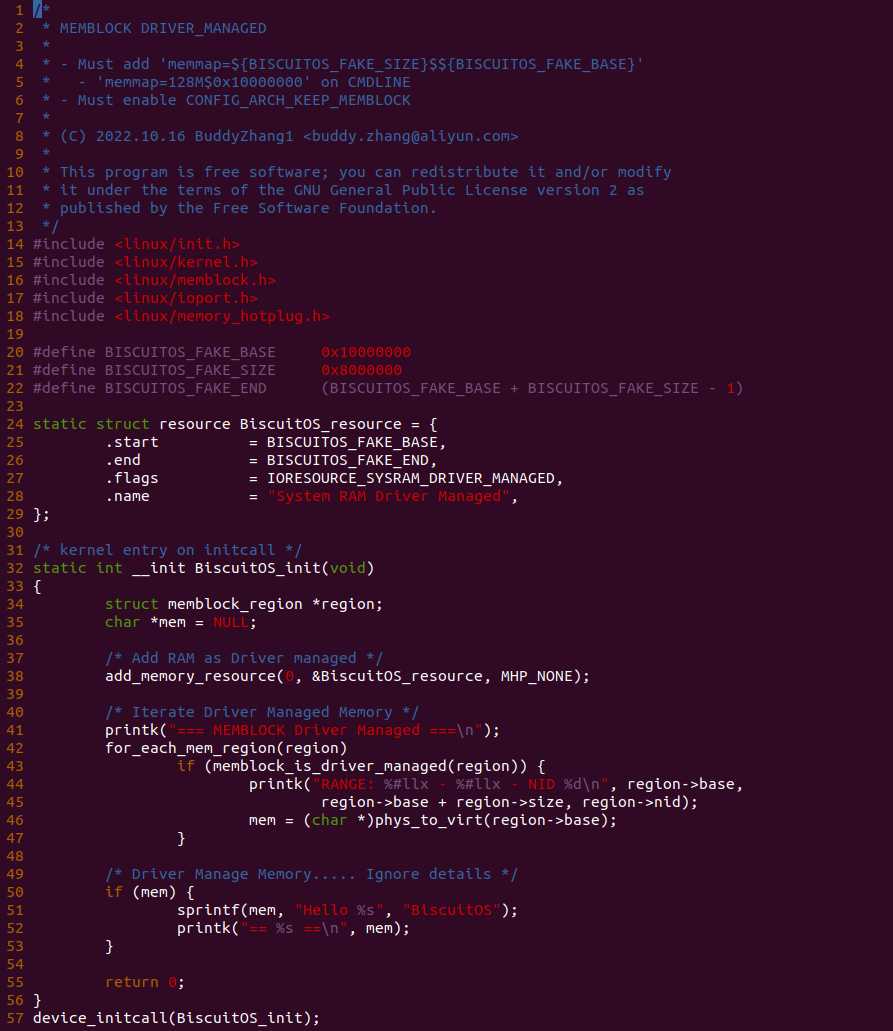 1 /*
2  * MEMBLOCK DRIVER_MANAGED
3  *
4  * - Must add 'memmap=${BISCUITOS_FAKE_SIZE}$${BISCUITOS_FAKE_BASE}'
5  *   - 'memmap=128M$0x10000000' on CMDLINE
6  * - Must enable CONFIG_ARCH_KEEP_MEMBLOCK
7  *
8  * (C) 2022.10.16 BuddyZhang1 <buddy.zhang@aliyun.com>
9  *
10  * This program is free software; you can redistribute it and/or modify
11  * it under the terms of the GNU General Public License version 2 as
12  * published by the Free Software Foundation.
13  */
14 #include <linux/init.h>
15 #include <linux/kernel.h>
16 #include <linux/memblock.h>
17 #include <linux/ioport.h>
18 #include <linux/memory_hotplug.h>
19
20 #define BISCUITOS_FAKE_BASE     0x10000000
21 #define BISCUITOS_FAKE_SIZE     0x8000000
22 #define BISCUITOS_FAKE_END      (BISCUITOS_FAKE_BASE + BISCUITOS_FAKE_SIZE - 1)
23
24 static struct resource BiscuitOS_resource = {
25         .start          = BISCUITOS_FAKE_BASE,
26         .end            = BISCUITOS_FAKE_END,
27         .flags          = IORESOURCE_SYSRAM_DRIVER_MANAGED,
28         .name           = "System RAM Driver Managed",
29 };
30
31 /* kernel entry on initcall */
32 static int __init BiscuitOS_init(void)
33 {
34         struct memblock_region *region;
35         char *mem = NULL;
36
37         /* Add RAM as Driver managed */
38         add_memory_resource(0, &BiscuitOS_resource, MHP_NONE);
39
40         /* Iterate Driver Managed Memory */
41         printk("=== MEMBLOCK Driver Managed ===\n");
42         for_each_mem_region(region)
43                 if (memblock_is_driver_managed(region)) {
44                         printk("RANGE: %#llx - %#llx - NID %d\n", region->base,
45                                 region->base + region->size, region->nid);
46                         mem = (char *)phys_to_virt(region->base);
47                 }
48
49         /* Driver Manage Memory..... Ignore details */
50         if (mem) {
51                 sprintf(mem, "Hello %s", "BiscuitOS");
52                 printk("== %s ==\n", mem);
53         }
54
55         return 0;
56 }
57 device_initcall(BiscuitOS_init);